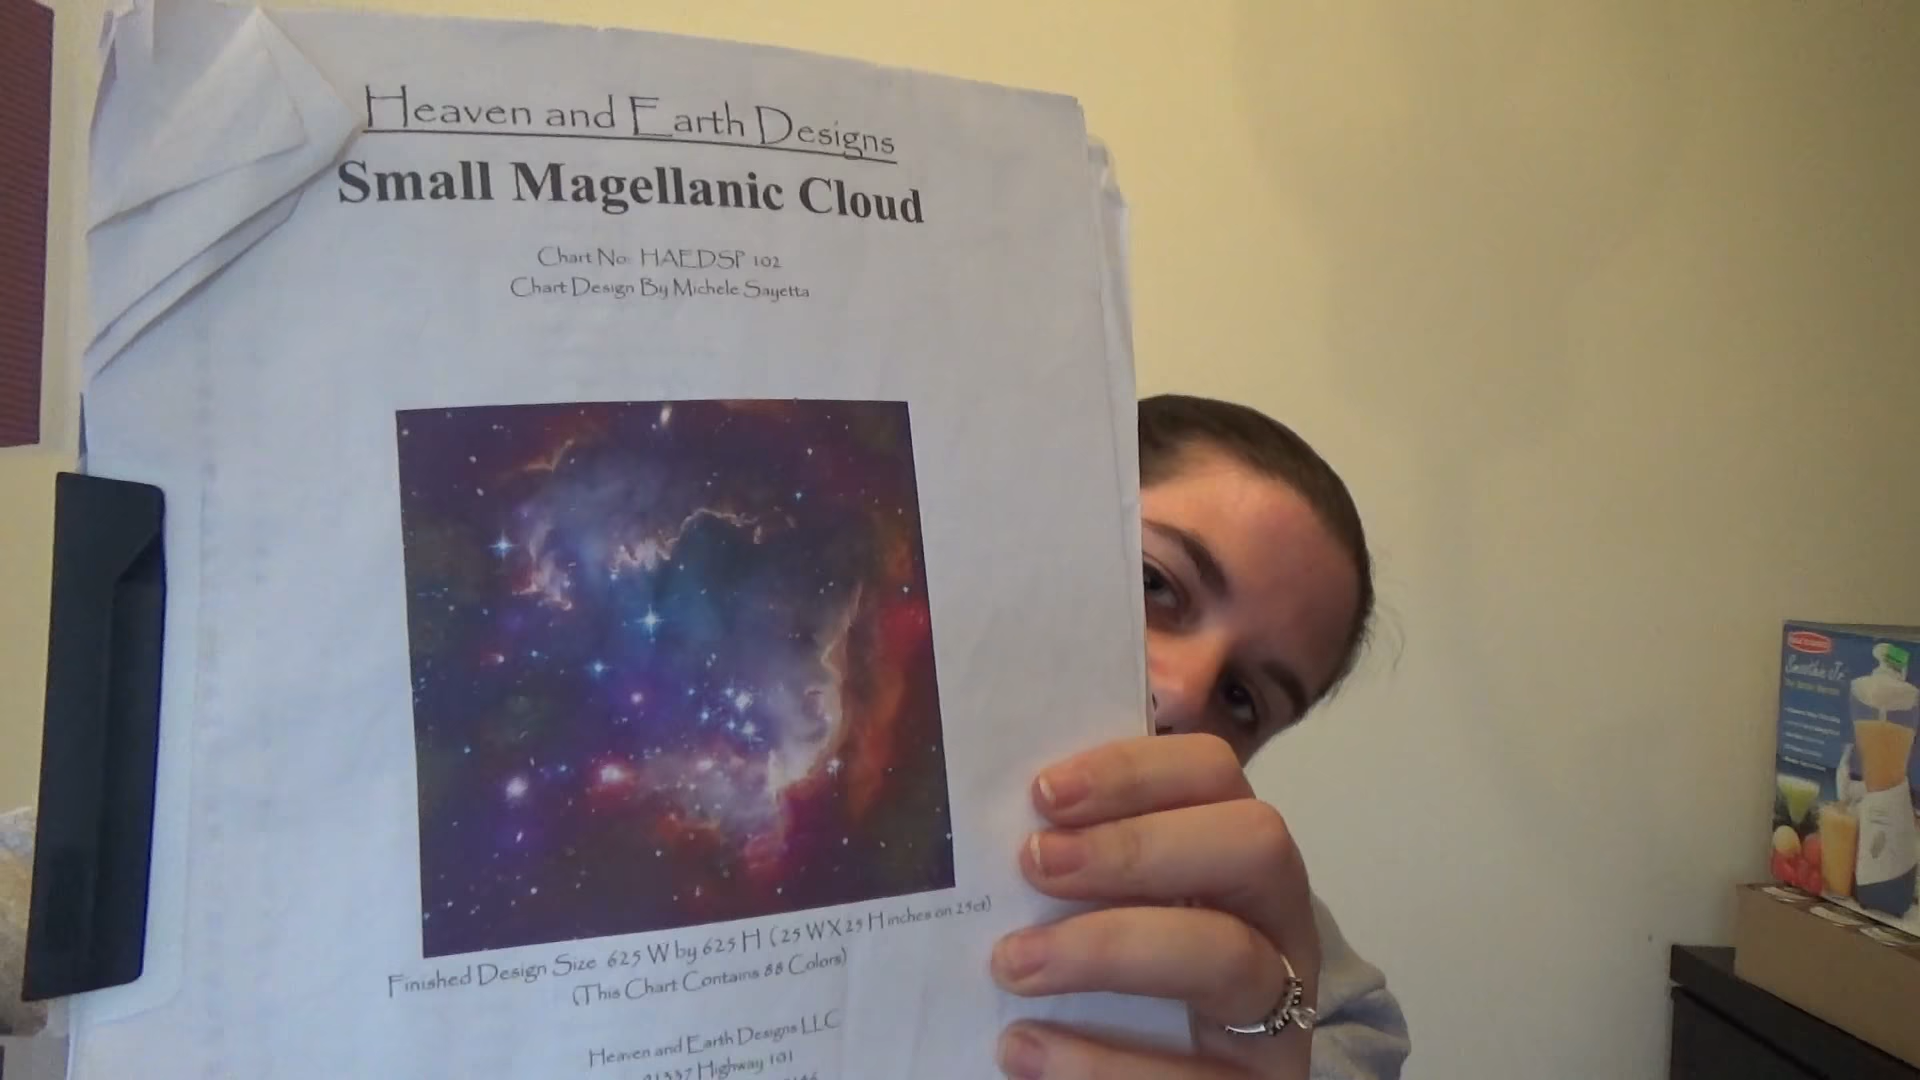 Heaven and Earth Designs
Small Magellanic Cloud
Chart No: HAEDSP 102
Chart Design By Michele Sayetta
Finished Design Size 625 W by 625 H (25 W X 25 H inches on 25ct)
(This Chart Contains 88 Colors)
Heaven and Earth Designs LLC
Highway 101
Smoothie Jr.